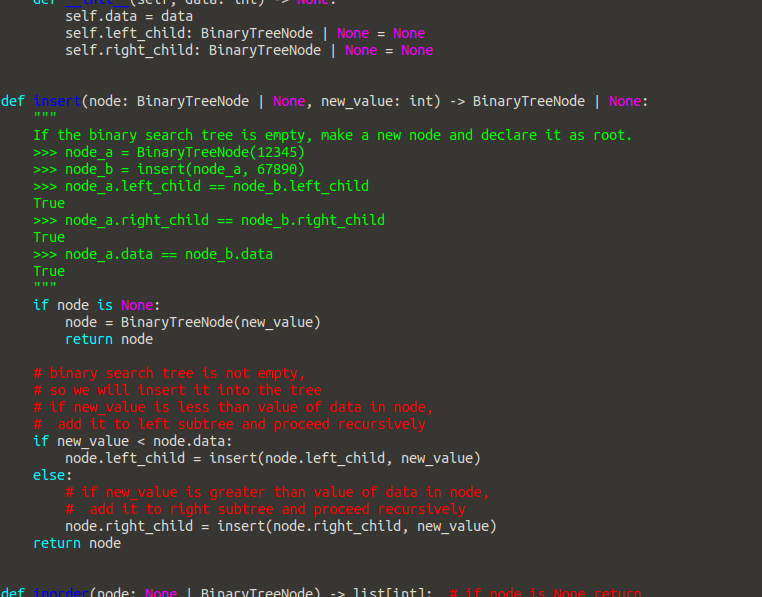 def __init__(self, data: int) -> None:
        self.data = data
        self.left_child: BinaryTreeNode | None = None
        self.right_child: BinaryTreeNode | None = None
def insert(node: BinaryTreeNode | None, new_value: int) -> BinaryTreeNode | None:
    """
    If the binary search tree is empty, make a new node and declare it as root.
    >>> node_a = BinaryTreeNode(12345)
    >>> node_b = insert(node_a, 67890)
    >>> node_a.left_child == node_b.left_child
    True
    >>> node_a.right_child == node_b.right_child
    True
    >>> node_a.data == node_b.data
    True
    """
    if node is None:
        node = BinaryTreeNode(new_value)
        return node
    # binary search tree is not empty,
    # so we will insert it into the tree
    # if new_value is less than value of data in node,
    #  add it to left subtree and proceed recursively
    if new_value < node.data:
        node.left_child = insert(node.left_child, new_value)
    else:
        # if new_value is greater than value of data in node,
        #  add it to right subtree and proceed recursively
        node.right_child = insert(node.right_child, new_value)
    return node
def inorder(node: None | BinaryTreeNode) -> list[int]:  # if node is None,return